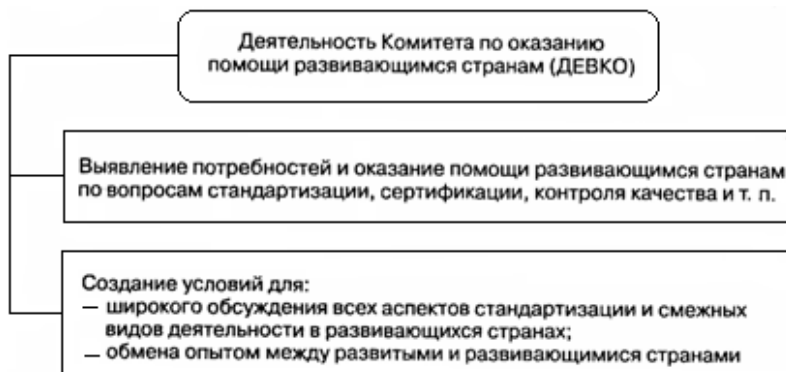 Деятельность Комитета по оказанию
помощи развивающимся странам (ДЕВКО)
Выявление потребностей и оказание помощи развивающимся странам
по вопросам стандартизации, сертификации, контроля качества и т. п.
Создание условий для:
— широкого обсуждения всех аспектов стандартизации и смежных
видов деятельности в развивающихся странах;
— обмена опытом между развитыми и развивающимися странами